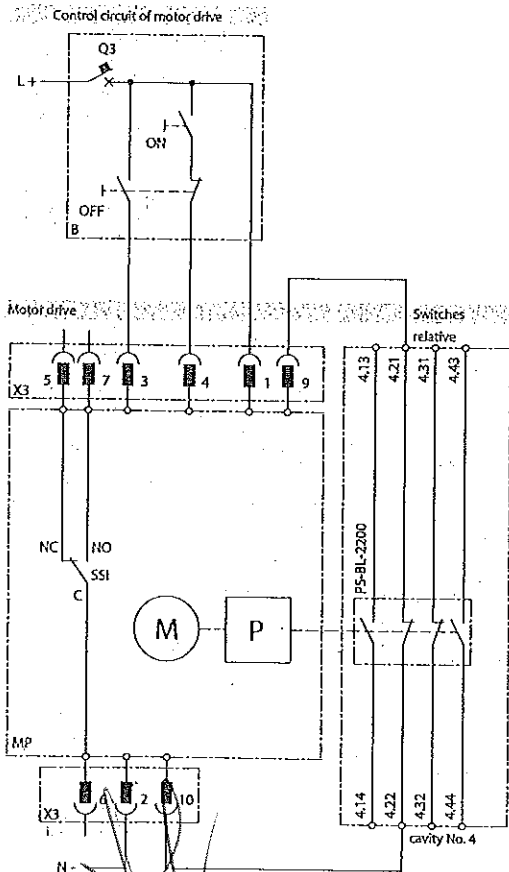 Control circuit of motor drive
Q3
L+
ON
OFF
B
Motor drive
Switches
relative
X3
5 7 3 4 1 9
4.13 4.21 4.31 4.43
NC NO
SSI
C
PS-BL-2200
M P
MP
X3
6 2 10
4.14 4.22 4.32 4.44
cavity No. 4
N -